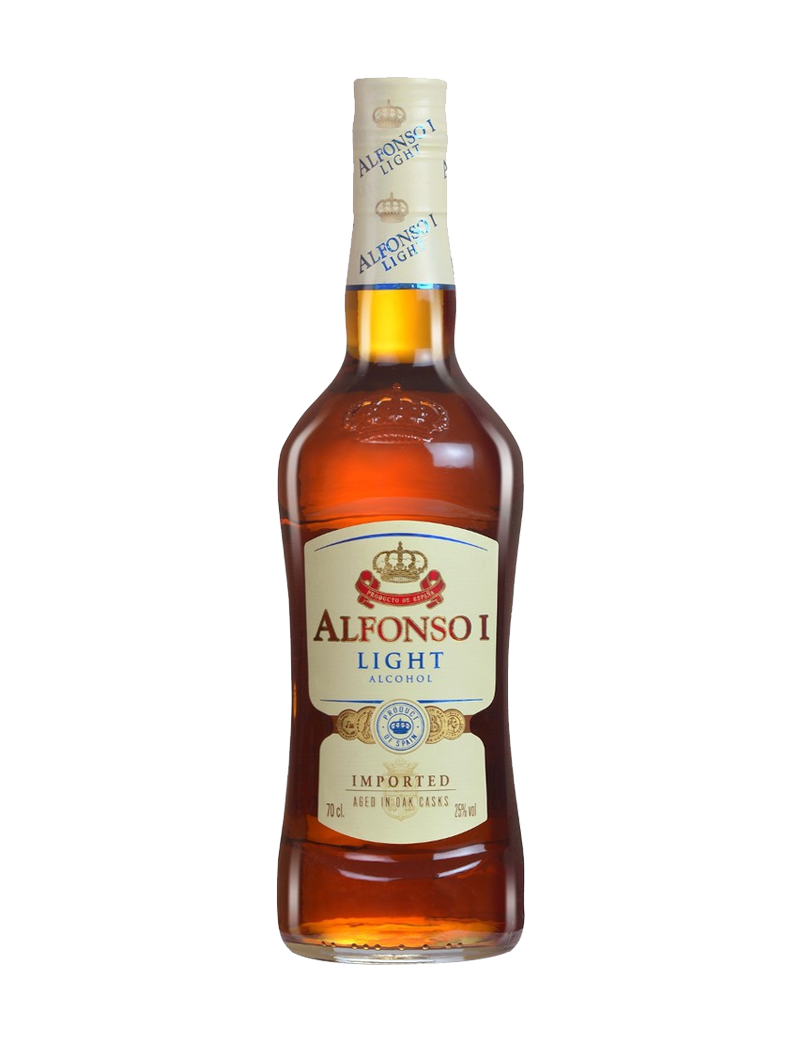 ALFONSO I
LIGHT
ALFONSO I
LIGHT
PRODUCTO DE ESPAÑA
ALFONSO I
LIGHT
ALCOHOL
PRODUCT
OF SPAIN
IMPORTED
AGED IN OAK CASKS
70 cl.
25% vol